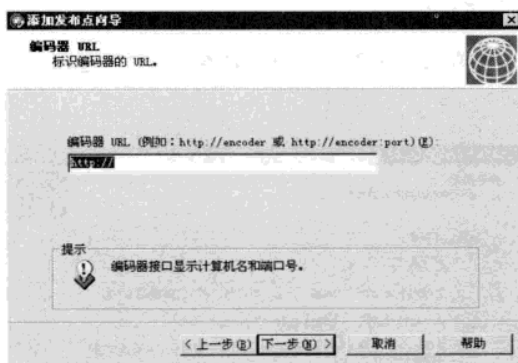 添加发布点向导
编码器 URL
标识编码器的 URL。
编码器 URL (例如：http://encoder 或 http://encoder:port)(E):
http://
提示
编码器接口显示计算机名和端口号。
< 上一步(B) 下一步(N) > 取消 帮助